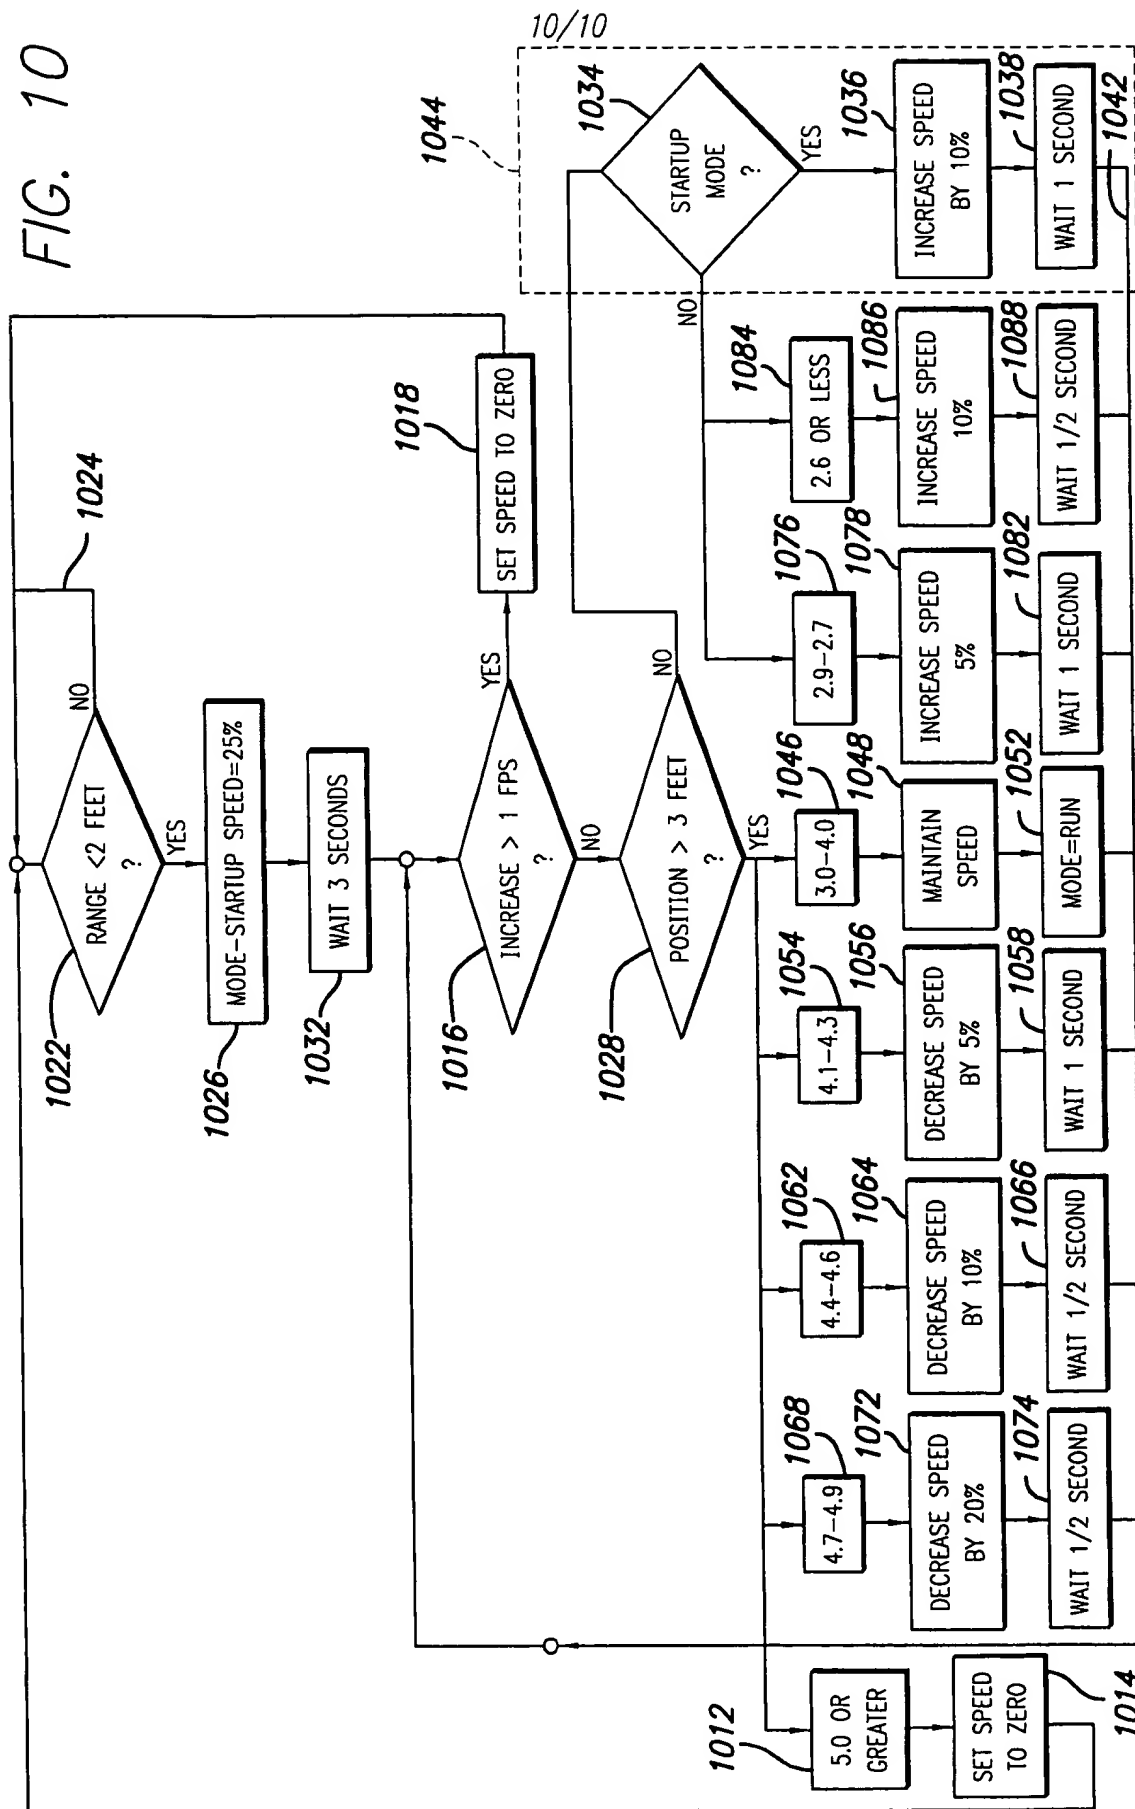 FIG. 10
10/10
1024
RANGE <2 FEET
?
NO
YES
1022
MODE-STARTUP SPEED=25%
1026
WAIT 3 SECONDS
1032
INCREASE > 1 FPS
?
YES
NO
1016
SET SPEED TO ZERO
1018
POSITION > 3 FEET
?
NO
YES
1028
1044
1034
STARTUP
MODE
?
NO
YES
1036
INCREASE SPEED
BY 10%
1038
WAIT 1 SECOND
1042
1012
5.0 OR
GREATER
SET SPEED
TO ZERO
1014
1068
4.7-4.9
1072
DECREASE SPEED
BY 20%
1074
WAIT 1/2 SECOND
1062
4.4-4.6
1064
DECREASE SPEED
BY 10%
1066
WAIT 1/2 SECOND
1054
4.1-4.3
1056
DECREASE SPEED
BY 5%
1058
WAIT 1 SECOND
1046
3.0-4.0
1048
MAINTAIN
SPEED
1052
MODE=RUN
1076
2.9-2.7
1078
INCREASE SPEED
5%
1082
WAIT 1 SECOND
1084
2.6 OR LESS
1086
INCREASE SPEED
10%
1088
WAIT 1/2 SECOND